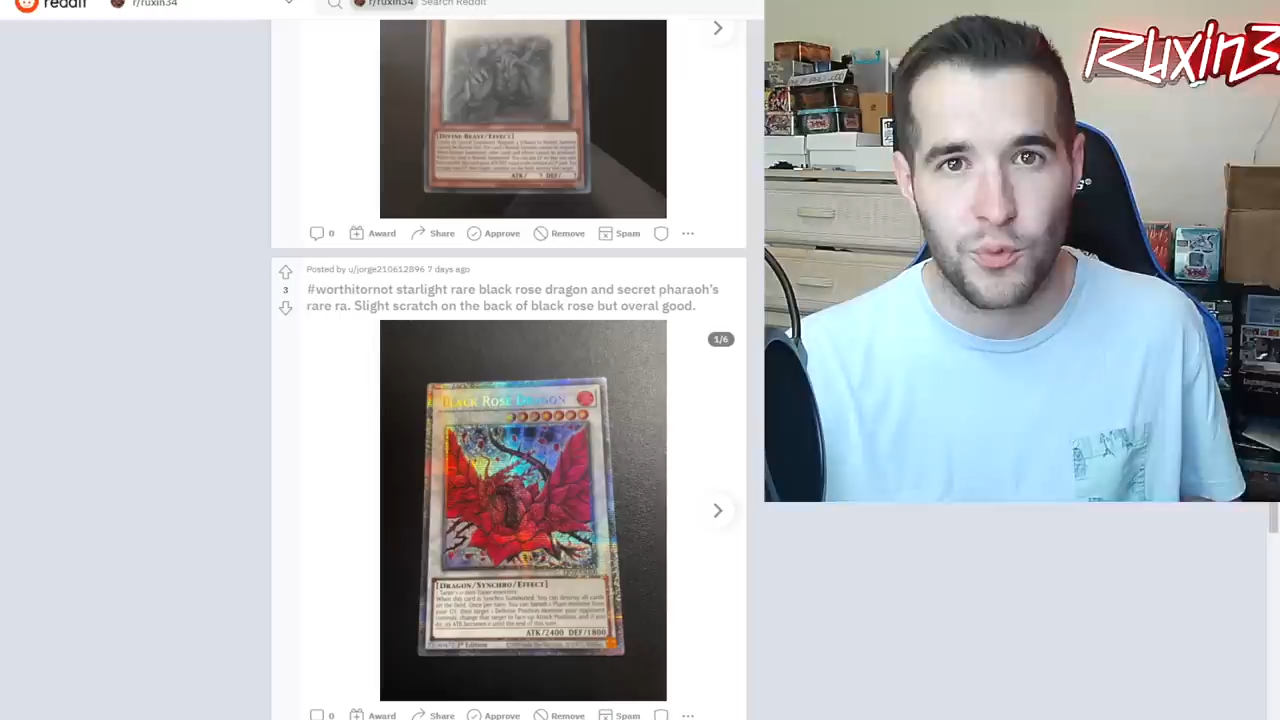 reddit
r/ruxin34
r/ruxin34
Search Reddit
Ruxin3
[DIVINE-BEAST/EFFECT]
ATK/ ? DEF/ ?
0
Award
Share
Approve
Remove
Spam
Posted by u/jorge210612896 7 days ago
3
#worthitornot starlight rare black rose dragon and secret pharaoh's
rare ra. Slight scratch on the back of black rose but overal good.
1/6
BLACK ROSE DRAGON
[DRAGON/SYNCHRO/EFFECT]
ATK/2400 DEF/1800
1st Edition
0
Award
Share
Approve
Remove
Spam